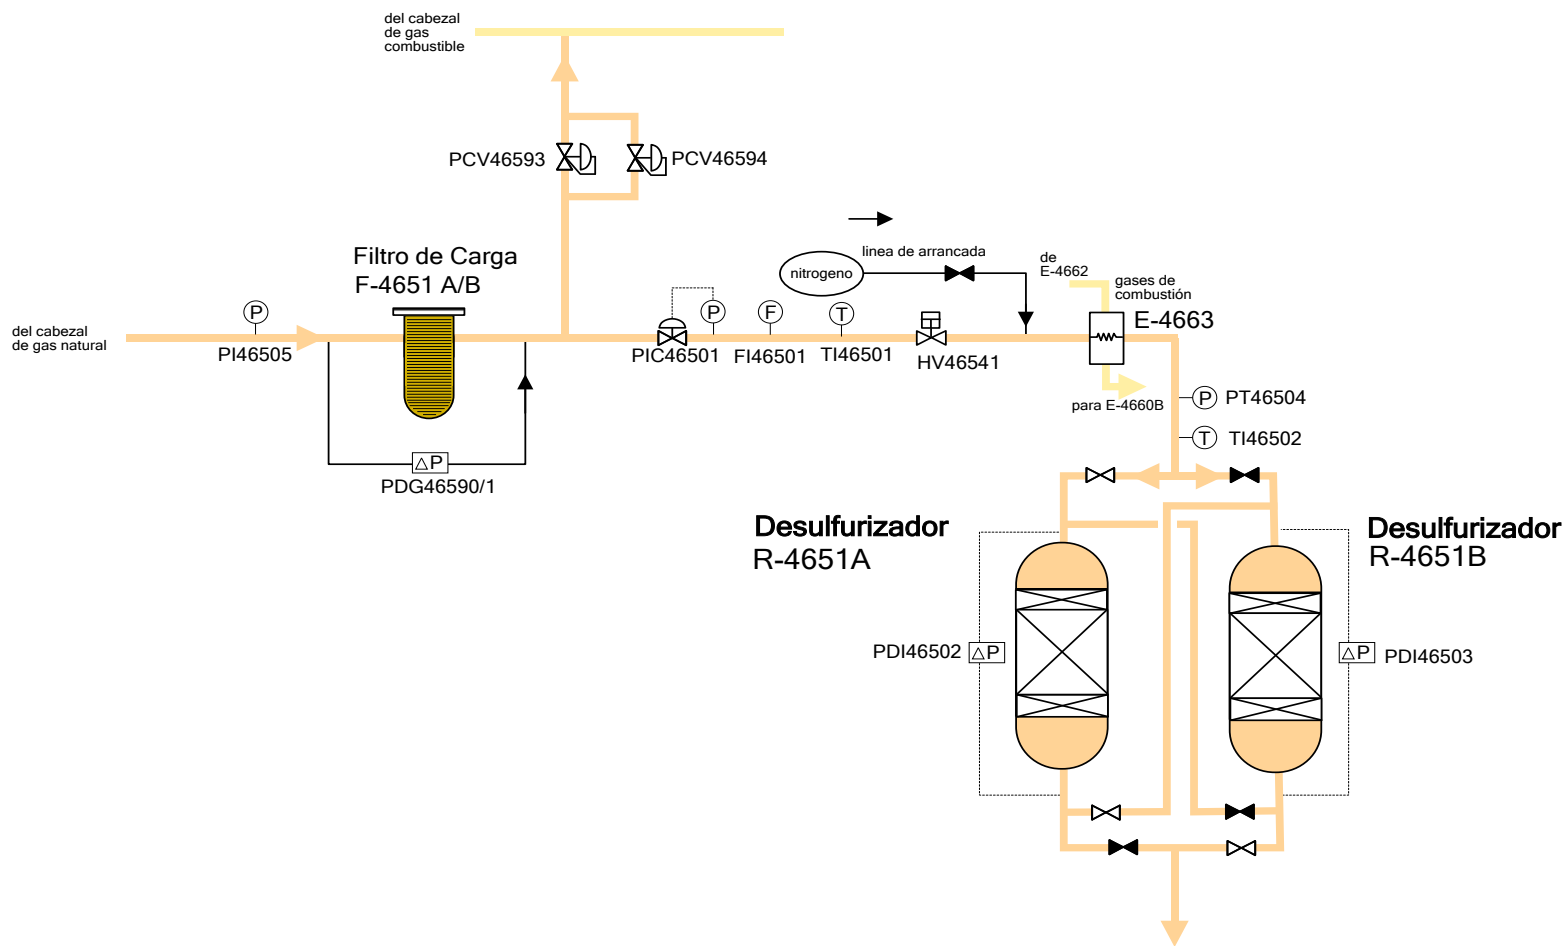 del cabezal
de gas
combustible
PCV46593
PCV46594
Filtro de Carga
F-4651 A/B
linea de arrancada
nitrogeno
de
E-4662
gases de
combustión
E-4663
del cabezal
de gas natural
P
PI46505
PIC46501
P
F
FI46501
T
TI46501
HV46541
para E-4660B
P
PT46504
T
TI46502
△P
PDG46590/1
Desulfurizador
R-4651A
Desulfurizador
R-4651B
PDI46502
△P
△P
PDI46503